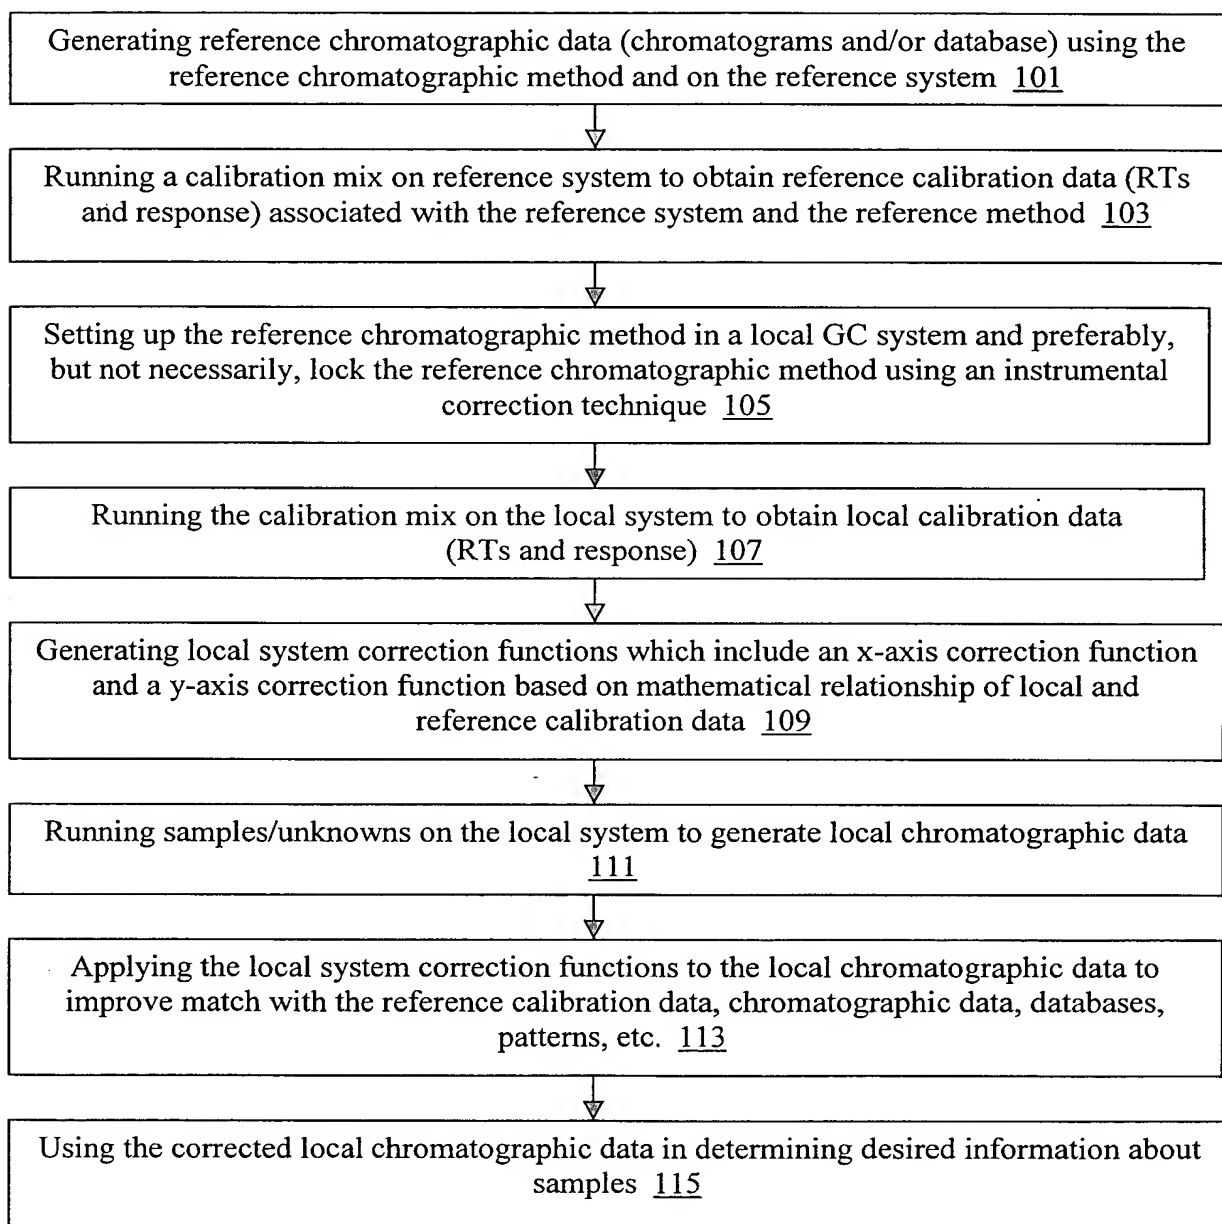 Generating reference chromatographic data (chromatograms and/or database) using the
reference chromatographic method and on the reference system 101
Running a calibration mix on reference system to obtain reference calibration data (RTs
and response) associated with the reference system and the reference method 103
Setting up the reference chromatographic method in a local GC system and preferably,
but not necessarily, lock the reference chromatographic method using an instrumental
correction technique 105
Running the calibration mix on the local system to obtain local calibration data
(RTs and response) 107
Generating local system correction functions which include an x-axis correction function
and a y-axis correction function based on mathematical relationship of local and
reference calibration data 109
Running samples/unknowns on the local system to generate local chromatographic data
111
Applying the local system correction functions to the local chromatographic data to
improve match with the reference calibration data, chromatographic data, databases,
patterns, etc. 113
Using the corrected local chromatographic data in determining desired information about
samples 115